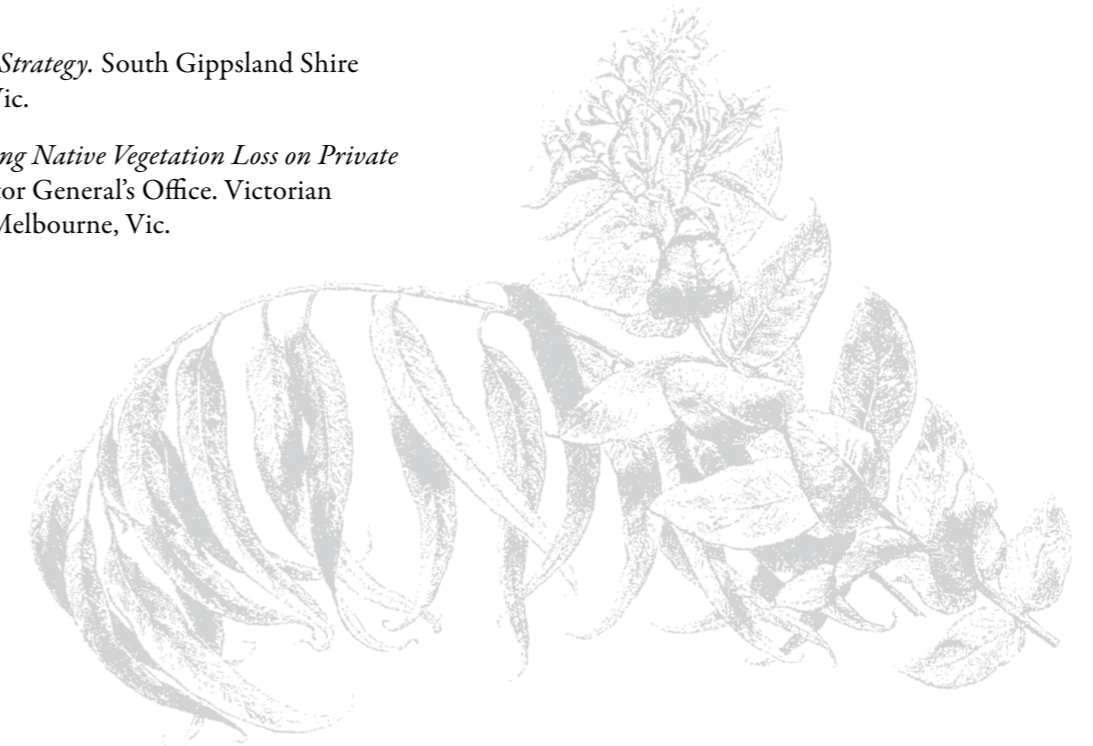 Strategy. South Gippsland Shire
Vic.
ng Native Vegetation Loss on Private
tor General’s Office. Victorian
Melbourne, Vic.